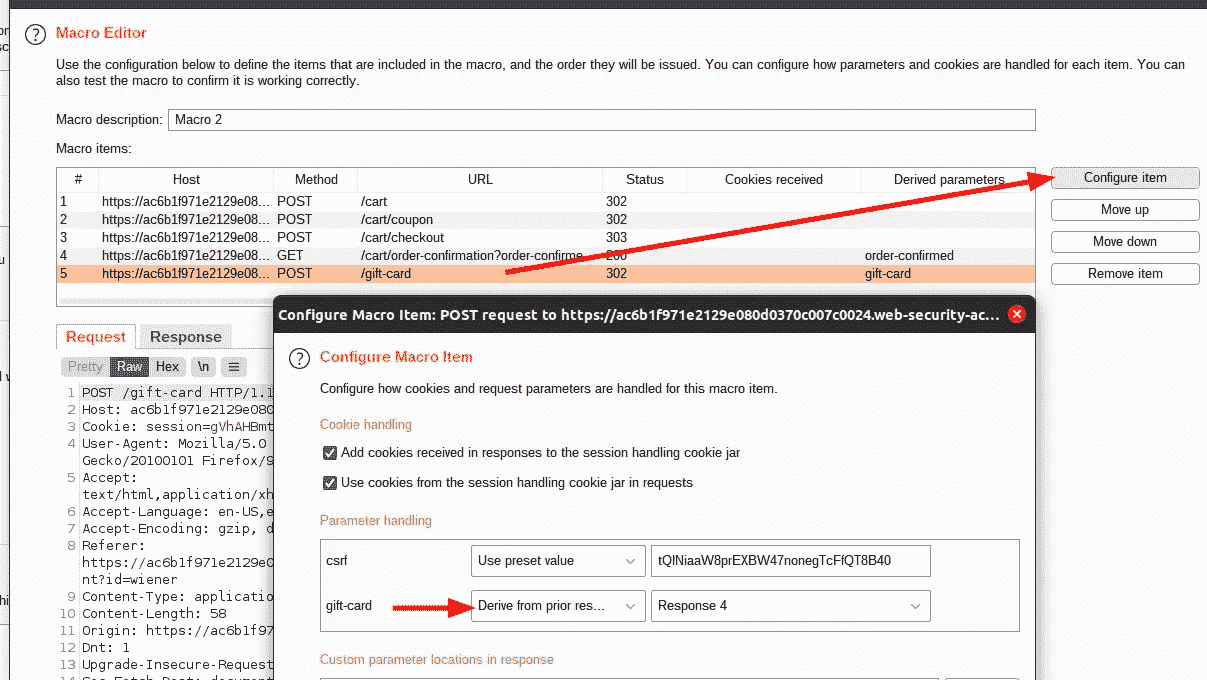 Macro Editor
Use the configuration below to define the items that are included in the macro, and the order they will be issued. You can configure how parameters and cookies are handled for each item. You can
also test the macro to confirm it is working correctly.
Macro description: Macro 2
Macro items:
# Host Method URL Status Cookies received Derived parameters Configure item
1 https://ac6b1f971e2129e08... POST /cart 302
2 https://ac6b1f971e2129e08... POST /cart/coupon 302 Move up
3 https://ac6b1f971e2129e08... POST /cart/checkout 303 Move down
4 https://ac6b1f971e2129e08... GET /cart/order-confirmation?order-confirme... 200 order-confirmed
5 https://ac6b1f971e2129e08... POST /gift-card 302 gift-card Remove item
Configure Macro Item: POST request to https://ac6b1f971e2129e080d0370c007c0024.web-security-ac...
Request Response
Configure Macro Item
Pretty Raw Hex \n
Configure how cookies and request parameters are handled for this macro item.
1 POST /gift-card HTTP/1.1
2 Host: ac6b1f971e2129e080
3 Cookie: session=gVhAHBmt
Cookie handling
4 User-Agent: Mozilla/5.0
Gecko/20100101 Firefox/9
Add cookies received in responses to the session handling cookie jar
5 Accept:
text/html,application/xh
Use cookies from the session handling cookie jar in requests
6 Accept-Language: en-US,e
7 Accept-Encoding: gzip, d
Parameter handling
8 Referer:
https://ac6b1f971e2129e0
nt?id=wiener
csrf Use preset value tQlNiaaW8prEXBW47nonegTcFfQT8B40
9 Content-Type: applicatio
10 Content-Length: 58
gift-card Derive from prior res... Response 4
11 Origin: https://ac6b1f97
12 Dnt: 1
13 Upgrade-Insecure-Request
Custom parameter locations in response